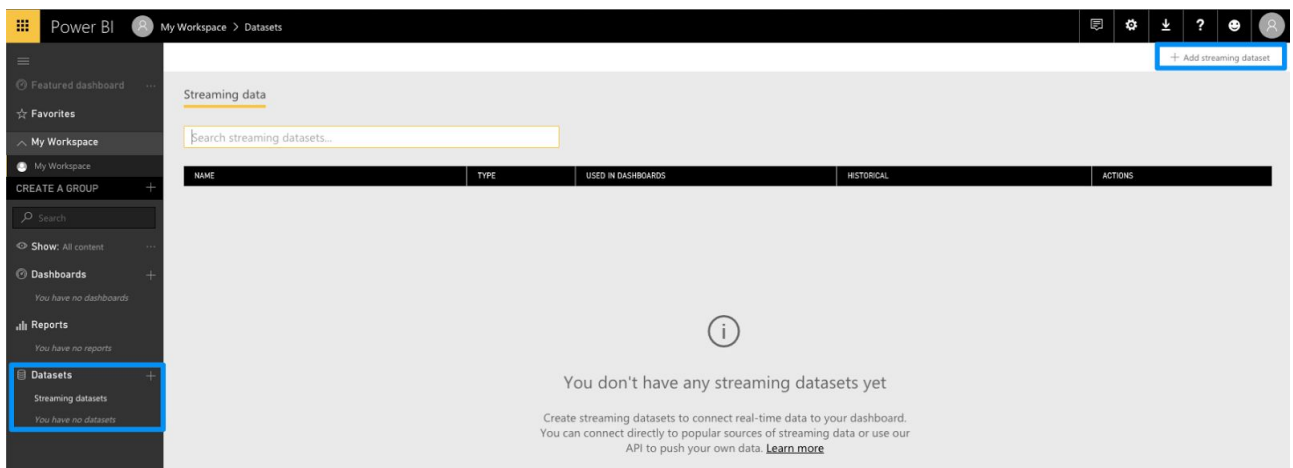 Power BI My Workspace > Datasets ?
+ Add streaming dataset
Featured dashboard ...
Favorites
My Workspace
My Workspace
CREATE A GROUP +
Search
Show: All content ...
Dashboards +
You have no dashboards
Reports
You have no reports
Datasets +
Streaming datasets
You have no datasets
Streaming data
Search streaming datasets...
NAME TYPE USED IN DASHBOARDS HISTORICAL ACTIONS
i
You don't have any streaming datasets yet
Create streaming datasets to connect real-time data to your dashboard.
You can connect directly to popular sources of streaming data or use our
API to push your own data. Learn more